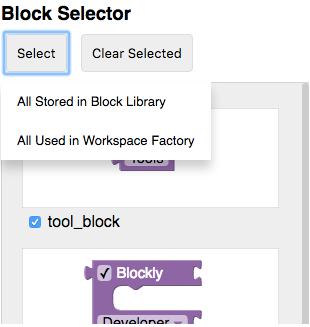 Block Selector
Select
Clear Selected
All Stored in Block Library
All Used in Workspace Factory
Tools
tool_block
Blockly
Developer